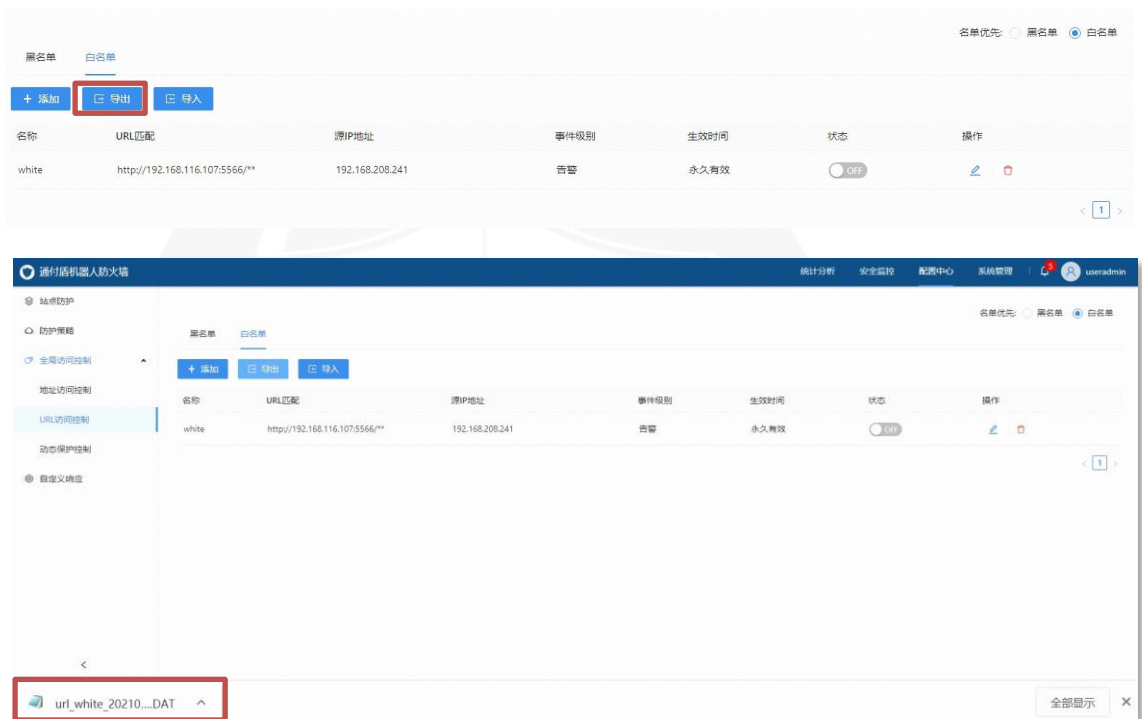 名单优先: 黑名单 白名单
黑名单 白名单
+ 添加 导出 导入
名称 URL匹配 源IP地址 事件级别 生效时间 状态 操作
white http://192.168.116.107:5566/** 192.168.208.241 告警 永久有效 OFF
< 1 >
通付盾机器人防火墙 统计分析 安全监控 配置中心 系统管理 5 useradmin
站点防护
名单优先: 黑名单 白名单
防护策略
黑名单 白名单
全局访问控制
+ 添加 导出 导入
地址访问控制
名称 URL匹配 源IP地址 事件级别 生效时间 状态 操作
URL访问控制
white http://192.168.116.107:5566/** 192.168.208.241 告警 永久有效 OFF
动态保护控制
< 1 >
自定义响应
<
url_white_20210....DAT 全部显示 ×